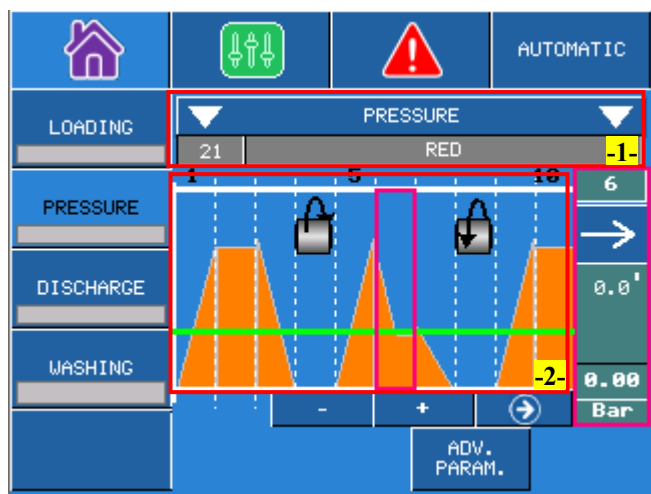 AUTOMATIC
LOADING
PRESSURE
21 RED
-1-
1 5 10
6
PRESSURE
DISCHARGE
0.0'
WASHING
-2-
0.00
- +
Bar
ADV.
PARAM.